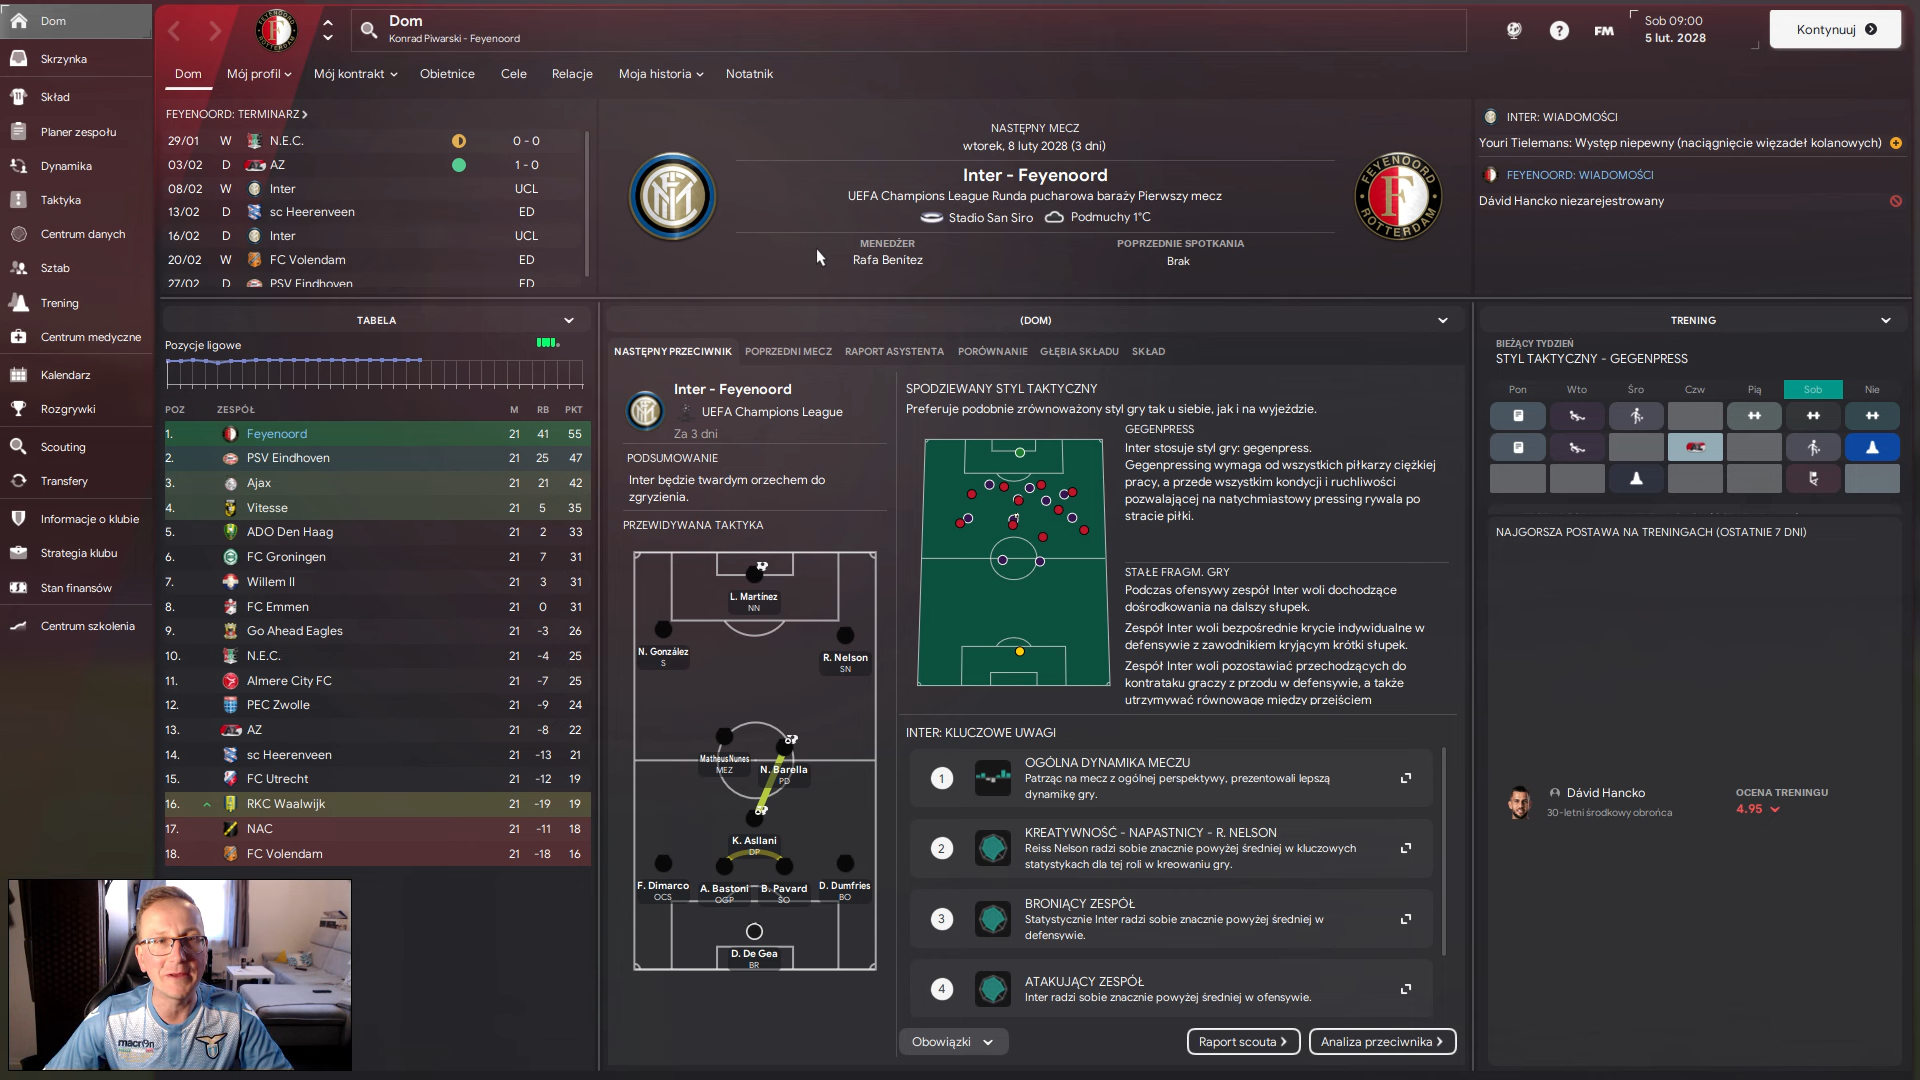 Dom
Skrzynka
Skład
Planer zespołu
Dynamika
Taktyka
Centrum danych
Sztab
Trening
Centrum medyczne
Kalendarz
Rozgrywki
Scouting
Transfery
Informacje o klubie
Strategia klubu
Stan finansów
Centrum szkolenia
Dom
Konrad Piwarski - Feyenoord
FM
Sob 09:00
5 lut. 2028
Kontynuuj
Dom Mój profil Mój kontrakt Obietnice Cele Relacje Moja historia Notatnik
FEYENOORD: TERMINARZ
29/01 W N.E.C. 0 - 0
03/02 D AZ 1 - 0
08/02 W Inter UCL
13/02 D sc Heerenveen ED
16/02 D Inter UCL
20/02 W FC Volendam ED
27/02 D PSV Eindhoven ED
NASTĘPNY MECZ
wtorek, 8 luty 2028 (3 dni)
Inter - Feyenoord
UEFA Champions League Runda pucharowa baraży Pierwszy mecz
Stadio San Siro Podmuchy 1°C
MENEDŻER
Rafa Benítez
POPRZEDNIE SPOTKANIA
Brak
INTER: WIADOMOŚCI
Youri Tielemans: Występ niepewny (naciągnięcie więzadeł kolanowych)
FEYENOORD: WIADOMOŚCI
Dávid Hancko niezarejestrowany
TABELA
Pozycje ligowe
POZ ZESPÓŁ M RB PKT
1. Feyenoord 21 41 55
2. PSV Eindhoven 21 25 47
3. Ajax 21 21 42
4. Vitesse 21 5 35
5. ADO Den Haag 21 2 33
6. FC Groningen 21 7 31
7. Willem II 21 3 31
8. FC Emmen 21 0 31
9. Go Ahead Eagles 21 -3 26
10. N.E.C. 21 -4 25
11. Almere City FC 21 -7 25
12. PEC Zwolle 21 -9 24
13. AZ 21 -8 22
14. sc Heerenveen 21 -13 21
15. FC Utrecht 21 -12 19
16. RKC Waalwijk 21 -19 19
17. NAC 21 -11 18
18. FC Volendam 21 -18 16
macron
(DOM)
NASTĘPNY PRZECIWNIK POPRZEDNI MECZ RAPORT ASYSTENTA PORÓWNANIE GŁĘBIA SKŁADU SKŁAD
Inter - Feyenoord
UEFA Champions League
Za 3 dni
PODSUMOWANIE
Inter będzie twardym orzechem do
zgryzienia.
PRZEWIDYWANA TAKTYKA
L. Martínez
NN
N. González
S
R. Nelson
SN
Matheus Nunes
MEZ
N. Barella
PD
K. Asllani
DP
F. Dimarco
OCS
A. Bastoni
OGP
B. Pavard
ŚO
D. Dumfries
BO
D. De Gea
BR
SPODZIEWANY STYL TAKTYCZNY
Preferuje podobnie zrównoważony styl gry tak u siebie, jak i na wyjeździe.
GEGENPRESS
Inter stosuje styl gry: gegenpress.
Gegenpressing wymaga od wszystkich piłkarzy ciężkiej
pracy, a przede wszystkim kondycji i ruchliwości
pozwalającej na natychmiastowy pressing rywala po
stracie piłki.
STAŁE FRAGM. GRY
Podczas ofensywy zespół Inter woli dochodzące
dośrodkowania na dalszy słupek.
Zespół Inter woli bezpośrednie krycie indywidualne w
defensywie z zawodnikiem kryjącym krótki słupek.
Zespół Inter woli pozostawiać przechodzących do
kontrataku graczy z przodu w defensywie, a także
utrzymywać równowagę między przejściem
INTER: KLUCZOWE UWAGI
1 OGÓLNA DYNAMIKA MECZU
Patrząc na mecz z ogólnej perspektywy, prezentowali lepszą
dynamikę gry.
2 KREATYWNOŚĆ - NAPASTNICY - R. NELSON
Reiss Nelson radzi sobie znacznie powyżej średniej w kluczowych
statystykach dla tej roli w kreowaniu gry.
3 BRONIĄCY ZESPÓŁ
Statystycznie Inter radzi sobie znacznie powyżej średniej w
defensywie.
4 ATAKUJĄCY ZESPÓŁ
Inter radzi sobie znacznie powyżej średniej w ofensywie.
Obowiązki
Raport scouta
Analiza przeciwnika
TRENING
BIEŻĄCY TYDZIEŃ
STYL TAKTYCZNY - GEGENPRESS
Pon Wto Śro Czw Pią Sob Nie
NAJGORSZA POSTAWA NA TRENINGACH (OSTATNIE 7 DNI)
Dávid Hancko
30-letni środkowy obrońca
OCENA TRENINGU
4.95